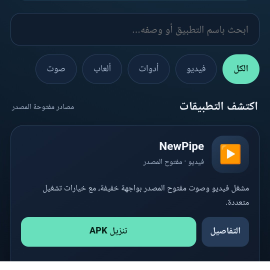 ابحث باسم التطبيق أو وصفه...
الكل
فيديو
أدوات
ألعاب
صوت
اكتشف التطبيقات
مصادر مفتوحة المصدر
NewPipe
فيديو · مفتوح المصدر
مشغل فيديو وصوت مفتوح المصدر بواجهة خفيفة، مع خيارات تشغيل
متعددة.
التفاصيل
تنزيل APK